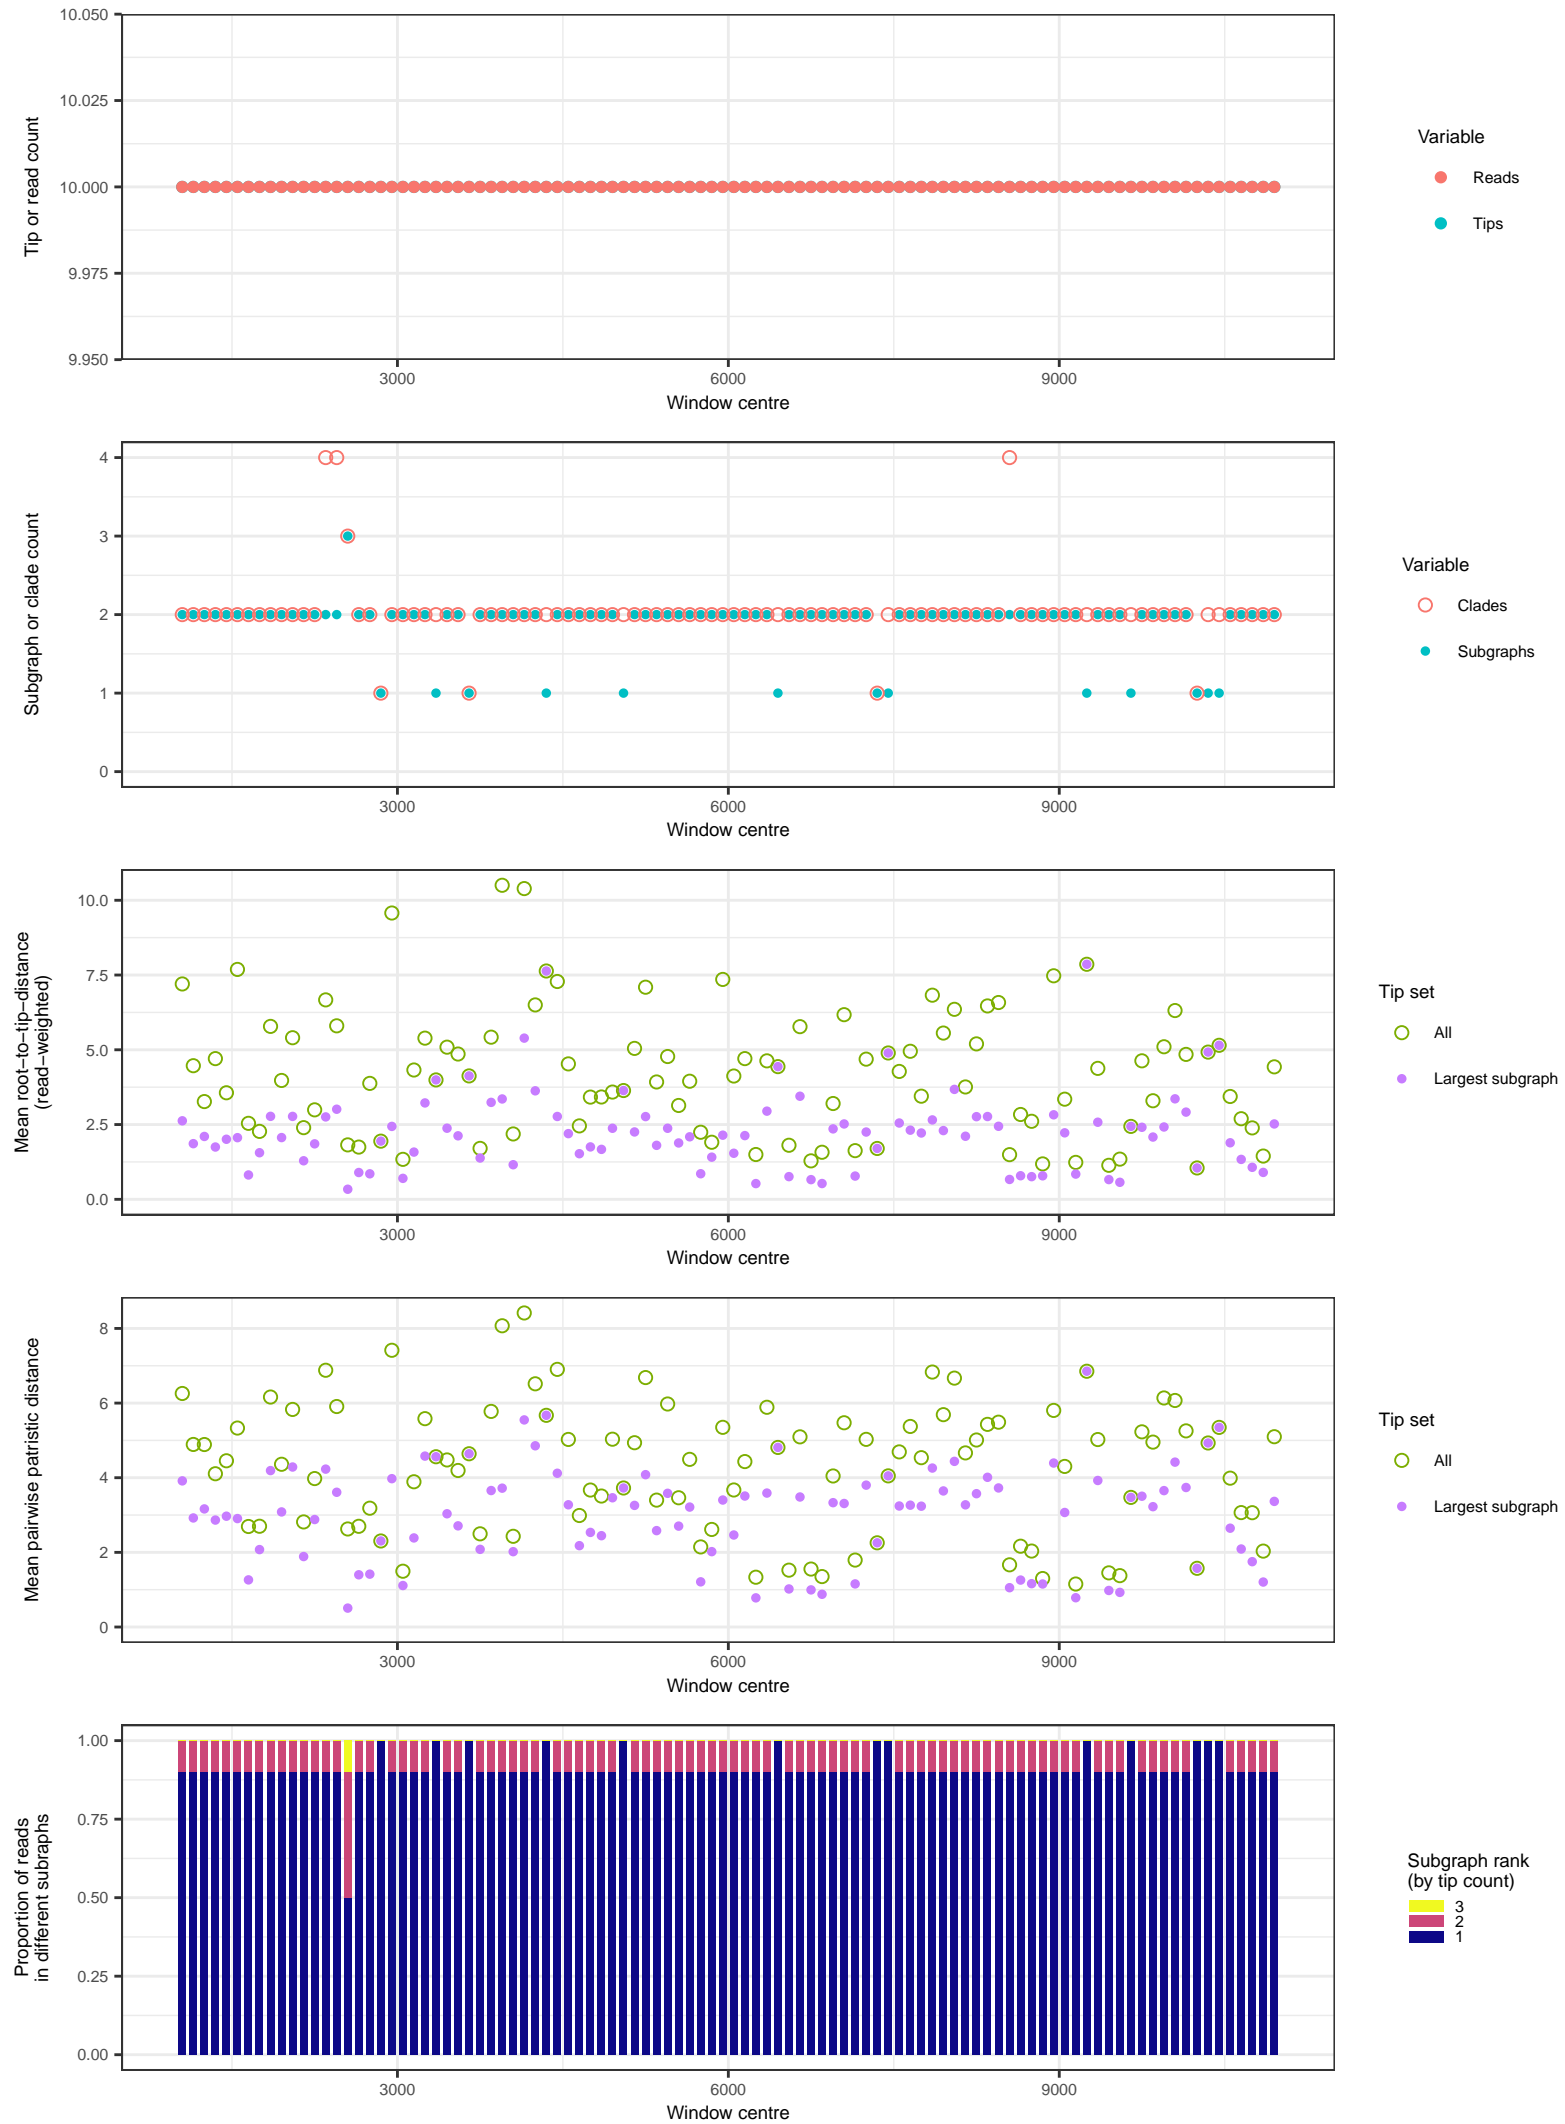 10.050
10.025
10.000
9.975
9.950
Tip or read count
3000
6000
9000
Window centre
Variable
Reads
Tips
4
3
2
1
0
Subgraph or clade count
3000
6000
9000
Window centre
Variable
Clades
Subgraphs
10.0
7.5
5.0
2.5
0.0
Mean root−to−tip−distance
(read−weighted)
3000
6000
9000
Window centre
Tip set
All
Largest subgraph
8
6
4
2
0
Mean pairwise patristic distance
3000
6000
9000
Window centre
Tip set
All
Largest subgraph
1.00
0.75
0.50
0.25
0.00
Proportion of reads
in different subraphs
3000
6000
9000
Window centre
Subgraph rank
(by tip count)
3
2
1